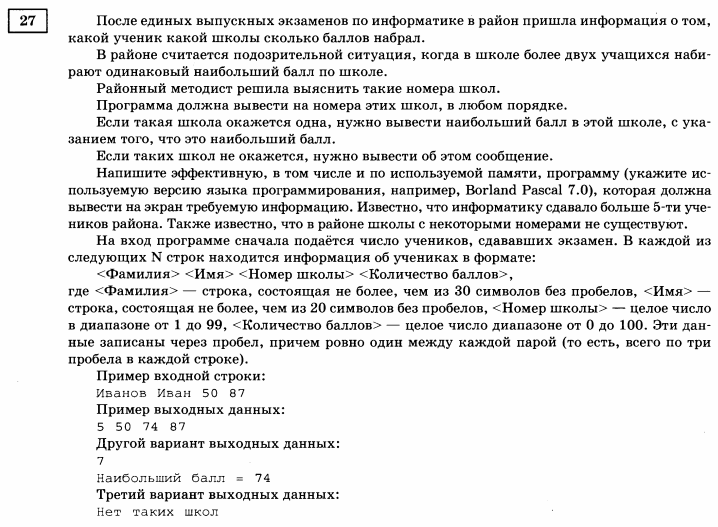 27
После единых выпускных экзаменов по информатике в район пришла информация о том,
какой ученик какой школы сколько баллов набрал.
В районе считается подозрительной ситуация, когда в школе более двух учащихся наби-
рают одинаковый наибольший балл по школе.
Районный методист решила выяснить такие номера школ.
Программа должна вывести на номера этих школ, в любом порядке.
Если такая школа окажется одна, нужно вывести наибольший балл в этой школе, с ука-
занием того, что это наибольший балл.
Если таких школ не окажется, нужно вывести об этом сообщение.
Напишите эффективную, в том числе и по используемой памяти, программу (укажите ис-
пользуемую версию языка программирования, например, Borland Pascal 7.0), которая должна
вывести на экран требуемую информацию. Известно, что информатику сдавало больше 5-ти уче-
ников района. Также известно, что в районе школы с некоторыми номерами не существуют.
На вход программе сначала подаётся число учеников, сдававших экзамен. В каждой из
следующих N строк находится информация об учениках в формате:
<Фамилия> <Имя> <Номер школы> <Количество баллов>,
где <Фамилия> — строка, состоящая не более, чем из 30 символов без пробелов, <Имя> —
строка, состоящая не более, чем из 20 символов без пробелов, <Номер школы> — целое число
в диапазоне от 1 до 99, <Количество баллов> — целое число диапазоне от 0 до 100. Эти дан-
ные записаны через пробел, причем ровно один между каждой парой (то есть, всего по три
пробела в каждой строке).
Пример входной строки:
Иванов Иван 50 87
Пример выходных данных:
5 50 74 87
Другой вариант выходных данных:
7
Наибольший балл = 74
Третий вариант выходных данных:
Нет таких школ